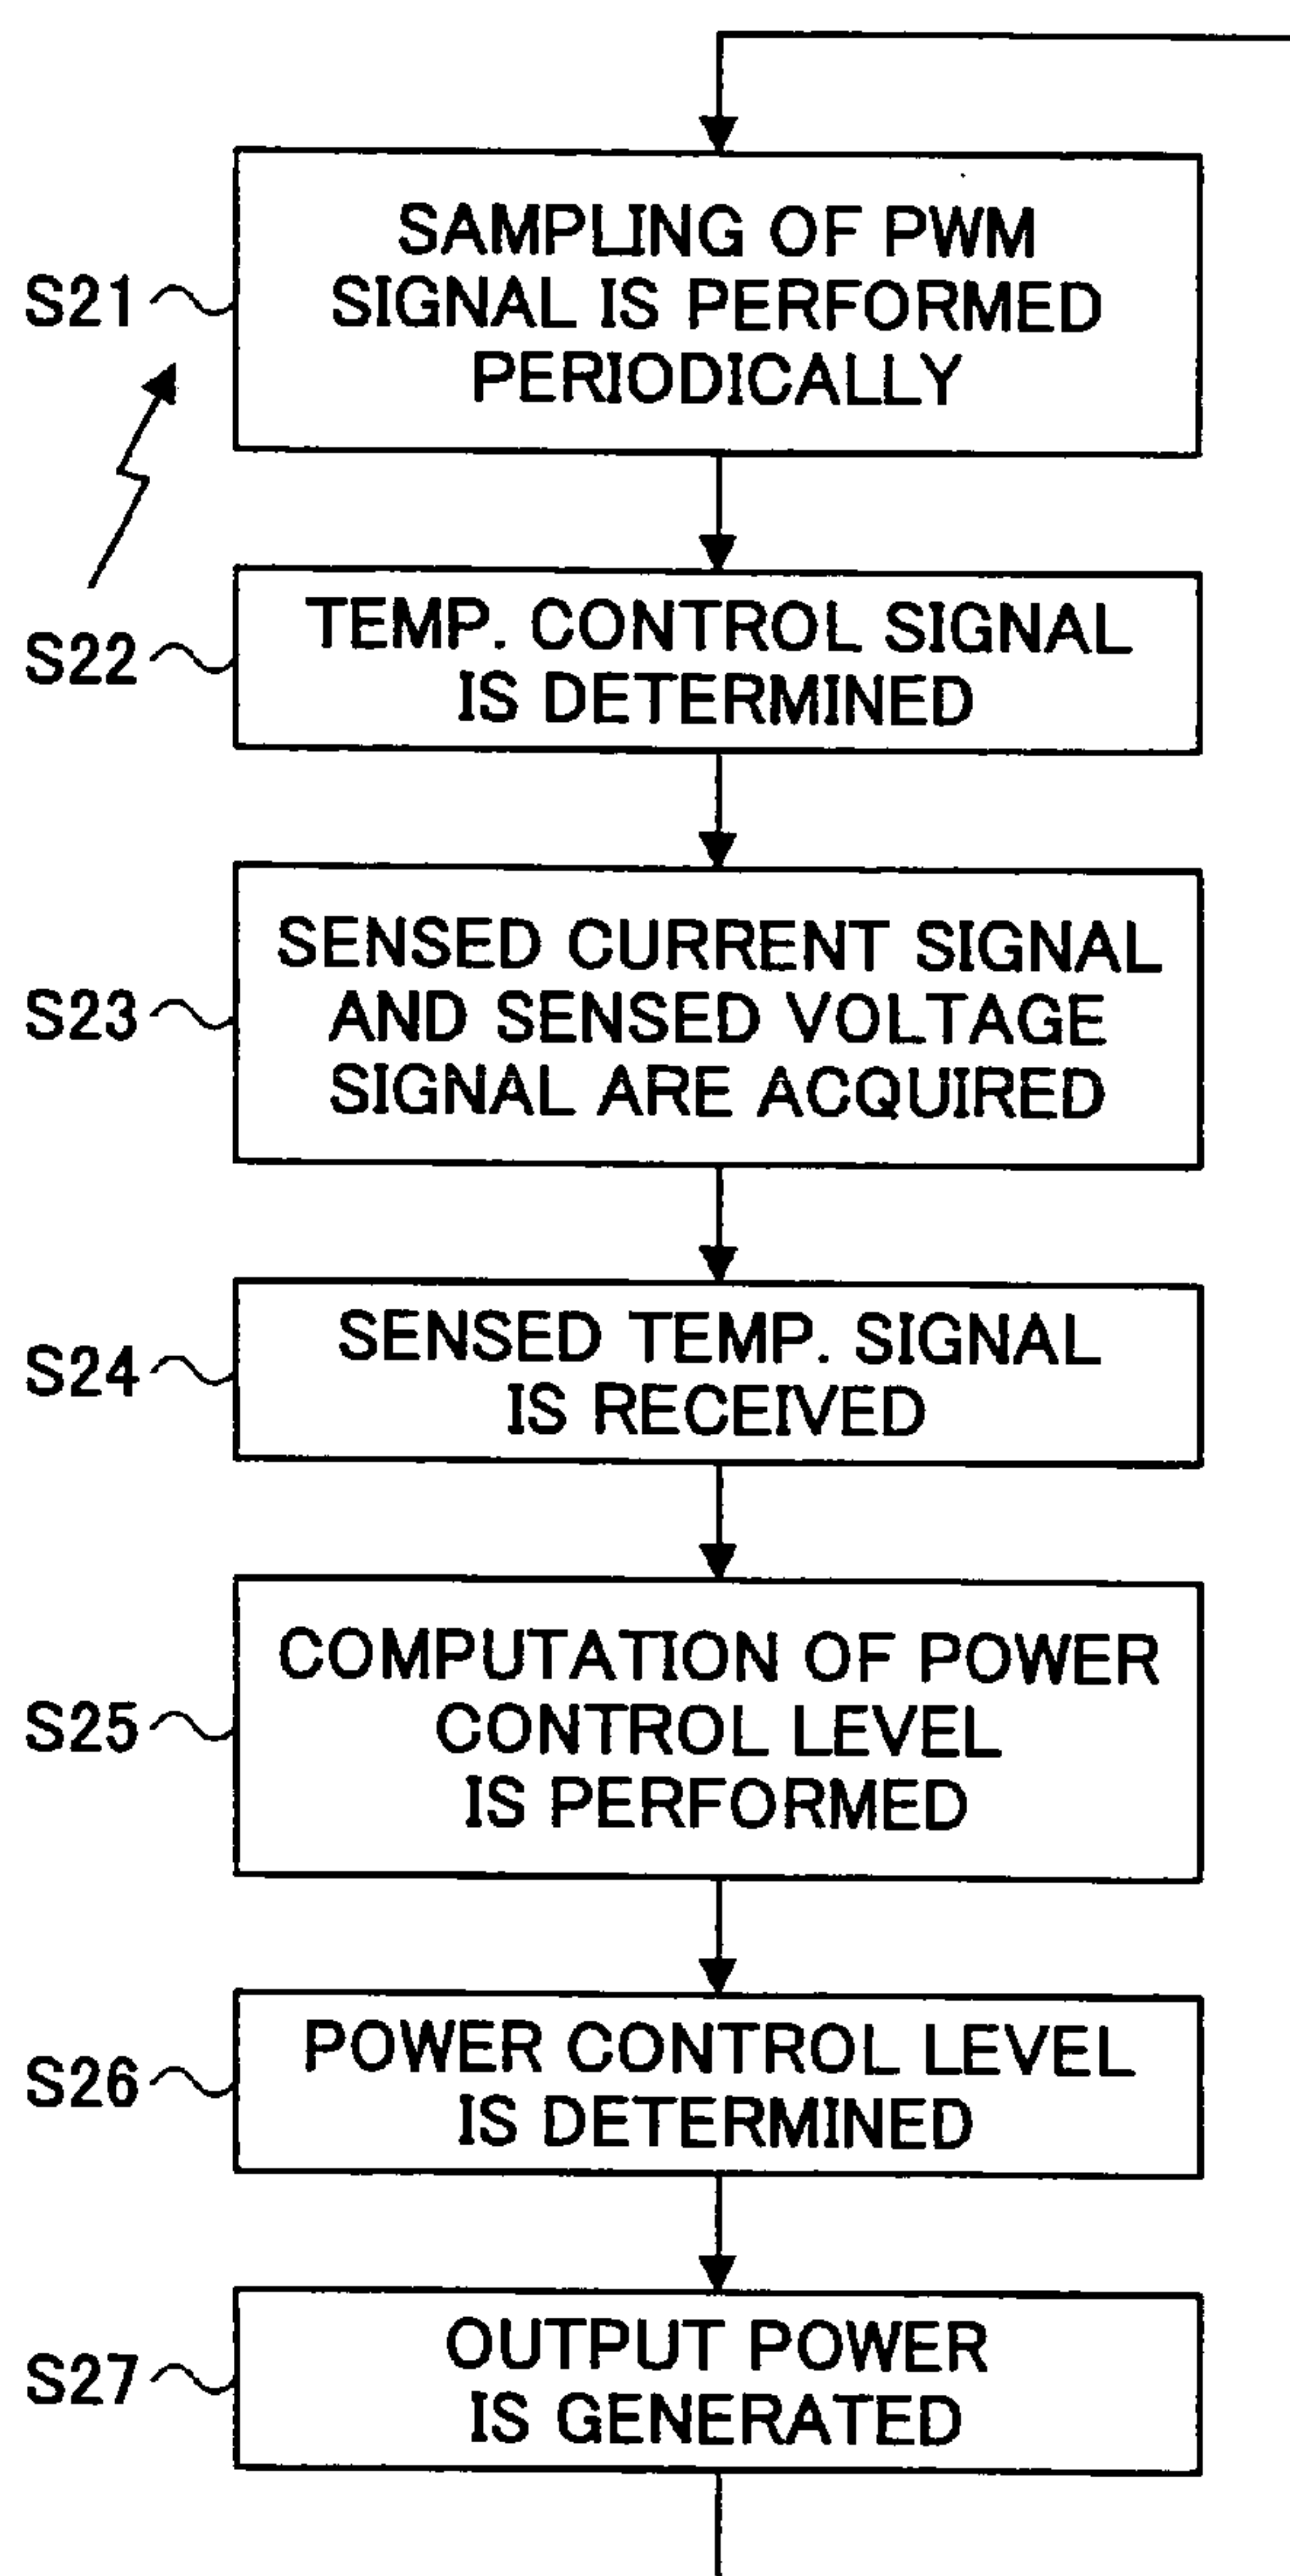 SAMPLING OF PWM
SIGNAL IS PERFORMED
PERIODICALLY
S21
TEMP. CONTROL SIGNAL
IS DETERMINED
S22
SENSED CURRENT SIGNAL
AND SENSED VOLTAGE
SIGNAL ARE ACQUIRED
S23
SENSED TEMP. SIGNAL
IS RECEIVED
S24
COMPUTATION OF POWER
CONTROL LEVEL
IS PERFORMED
S25
POWER CONTROL LEVEL
IS DETERMINED
S26
OUTPUT POWER
IS GENERATED
S27